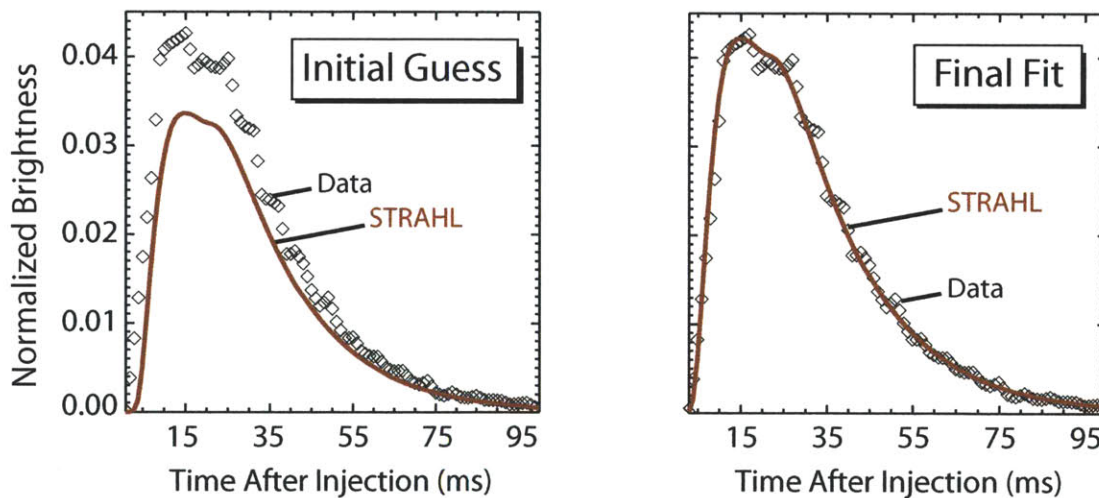 Initial Guess
Final Fit
Normalized Brightness
0.04
0.03
0.02
0.01
0.00
Data
STRAHL
STRAHL
Data
15 35 55 75 95
15 35 55 75 95
Time After Injection (ms)
Time After Injection (ms)